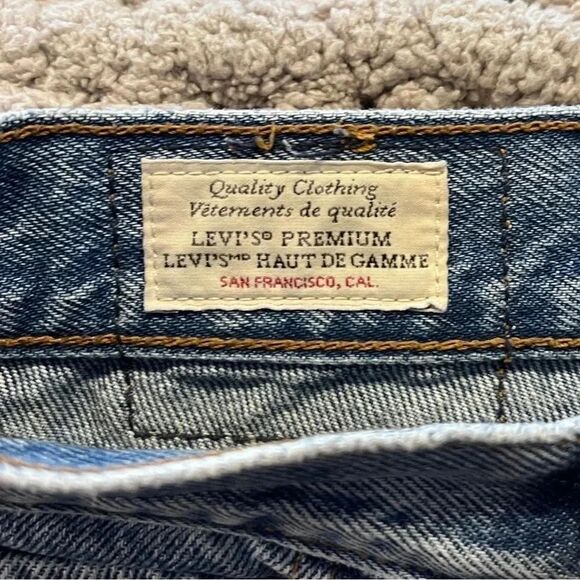 Quality Clothing
Vêtements de qualité
LEVI'S® PREMIUM
LEVI'Sᴹᴰ HAUT DE GAMME
SAN FRANCISCO, CAL.